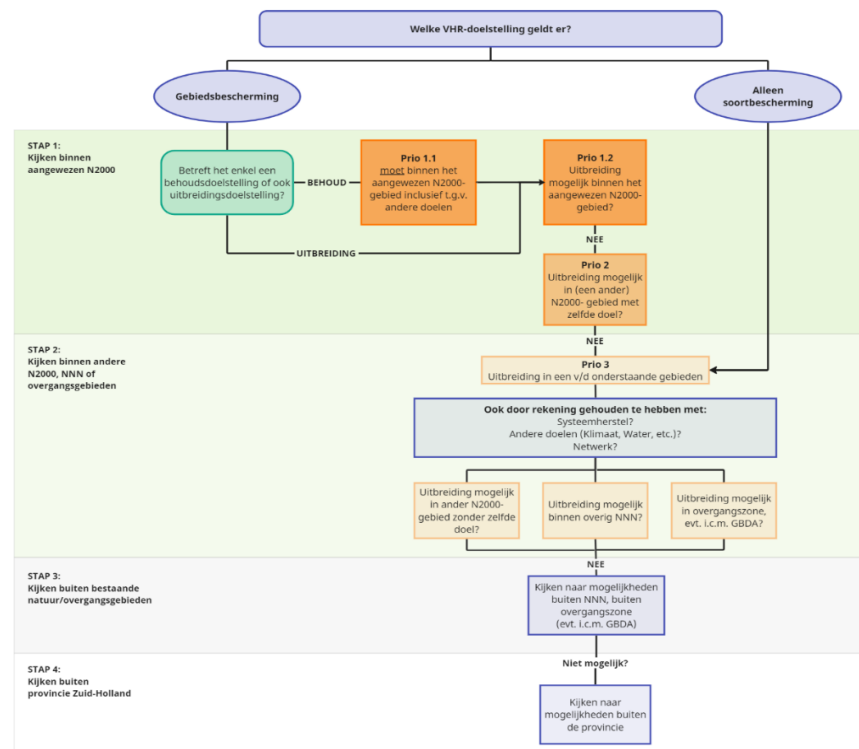 Welke VHR-doelstelling geldt er?
Gebiedsbescherming
Alleen
soortbescherming
STAP 1:
Kijken binnen
aangewezen N2000
Betreft het enkel een
behoudsdoelstelling of ook
uitbreidingsdoelstelling?
BEHOUD
Prio 1.1
moet binnen het
aangewezen N2000-
gebied inclusief t.g.v.
andere doelen
Prio 1.2
Uitbreiding
mogelijk binnen het
aangewezen N2000-
gebied?
UITBREIDING
NEE
Prio 2
Uitbreiding mogelijk
in (een ander)
N2000- gebied met
zelfde doel?
NEE
STAP 2:
Kijken binnen andere
N2000, NNN of
overgangsgebieden
Prio 3
Uitbreiding in een v/d onderstaande gebieden
Ook door rekening gehouden te hebben met:
Systeemherstel?
Andere doelen (Klimaat, Water, etc.)?
Netwerk?
Uitbreiding mogelijk
in ander N2000-
gebied zonder zelfde
doel?
Uitbreiding mogelijk
binnen overig NNN?
Uitbreiding mogelijk
in overgangszone,
evt. i.c.m. GBDA?
NEE
STAP 3:
Kijken buiten bestaande
natuur/overgangsgebieden
Kijken naar mogelijkheden
buiten NNN, buiten
overgangszone
(evt. i.c.m. GBDA)
Niet mogelijk?
STAP 4:
Kijken buiten
provincie Zuid-Holland
Kijken naar
mogelijkheden buiten
de provincie